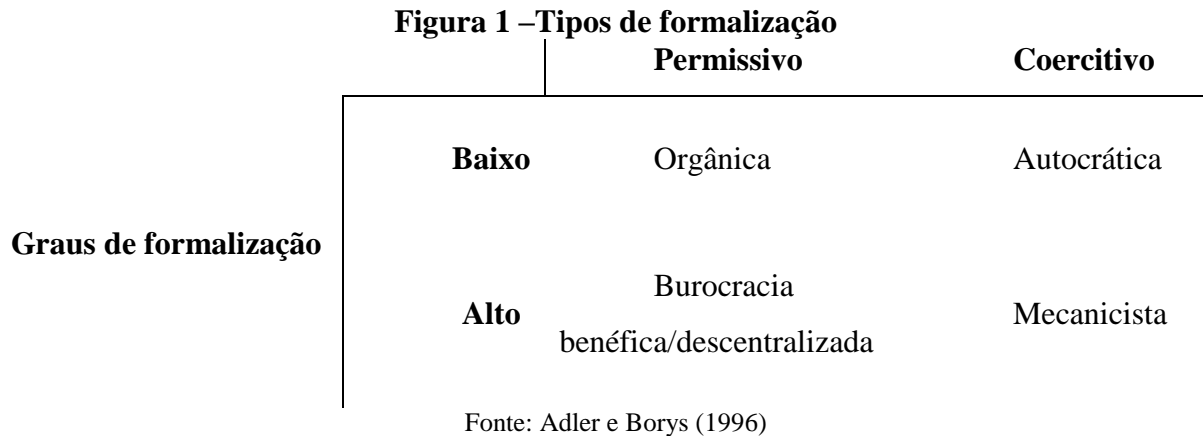 Figura 1 –Tipos de formalização
Permissivo Coercitivo
Baixo Orgânica Autocrática
Graus de formalização
Burocracia
Alto Mecanicista
benéfica/descentralizada
Fonte: Adler e Borys (1996)